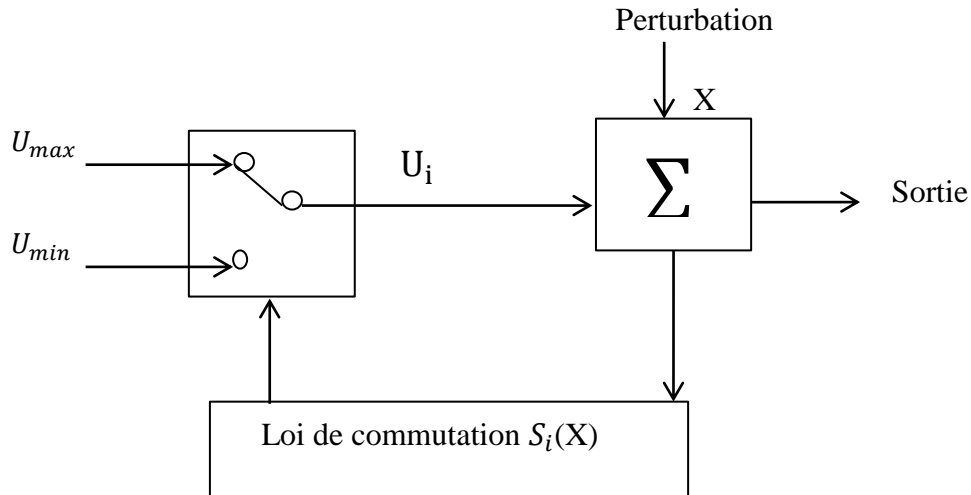 Perturbation
X
U_max
U_i
∑
Sortie
U_min
Loi de commutation S_i(X)